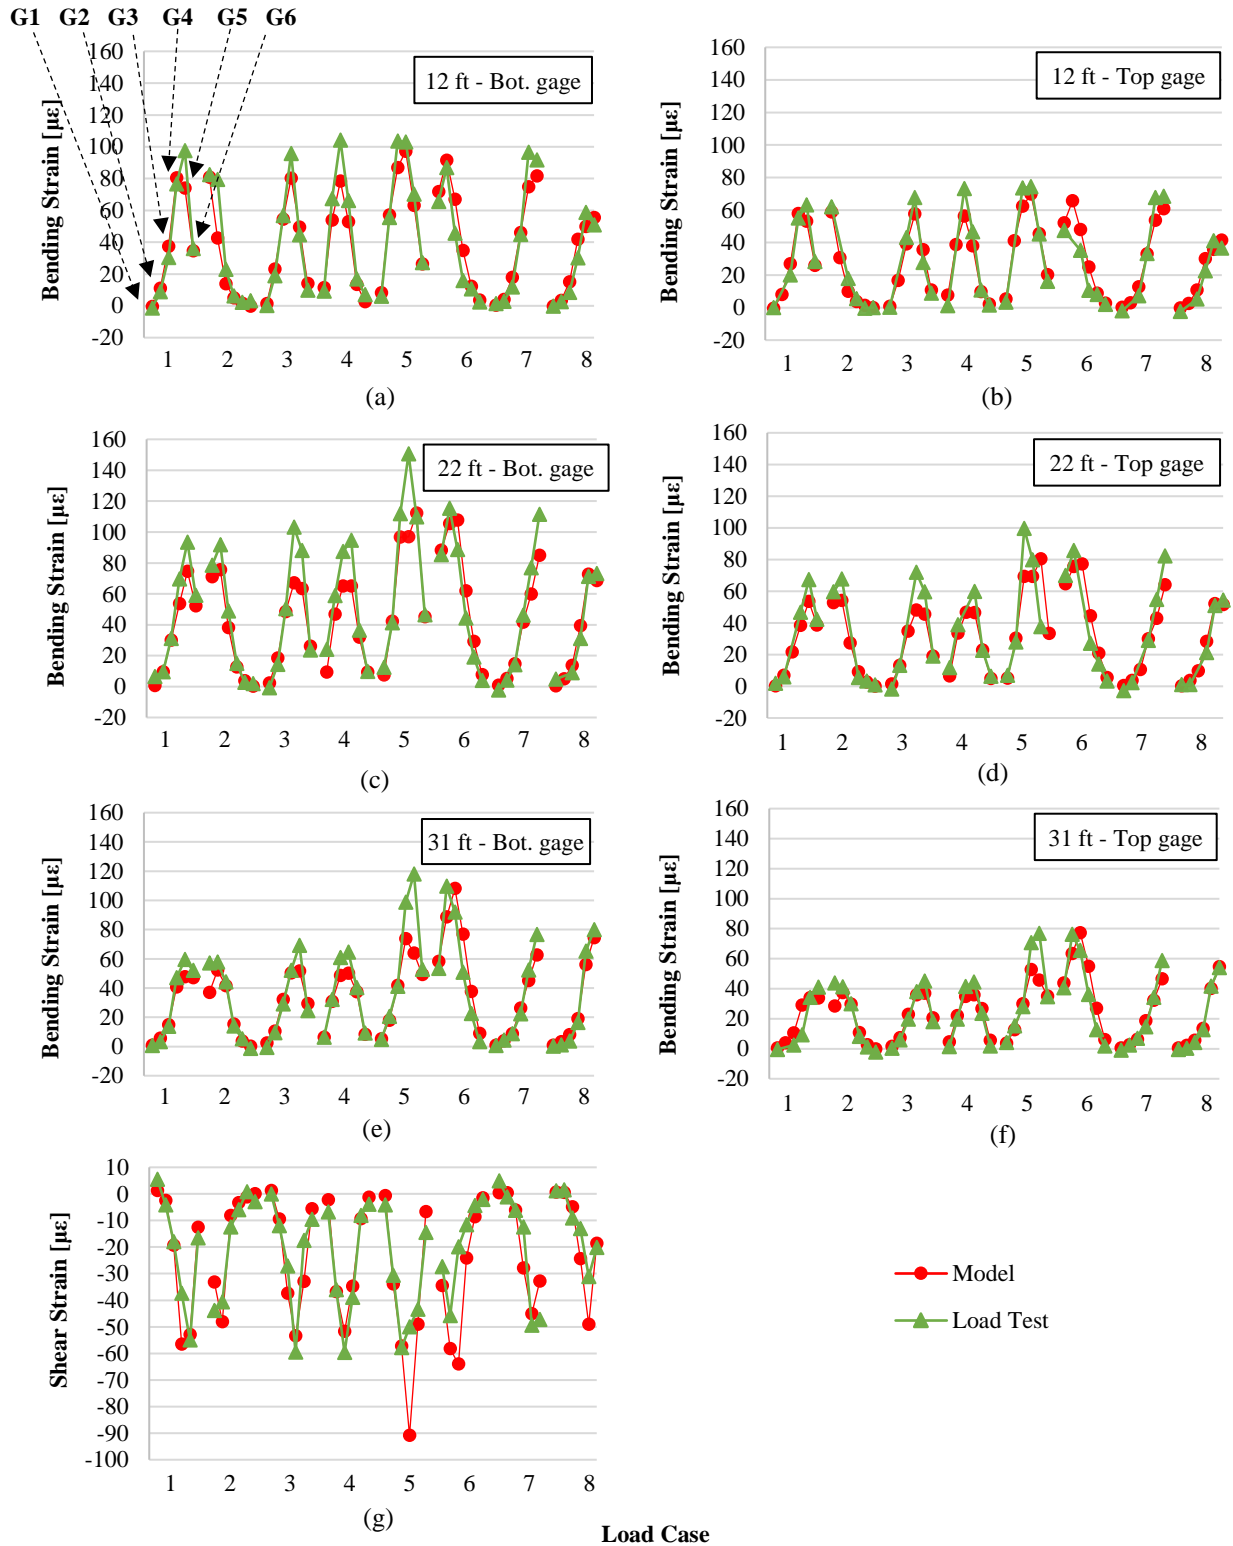 G1 G2 G3 G4 G5 G6
Bending Strain [με]
160
140
120
100
80
60
40
20
0
-20
12 ft - Bot. gage
1 2 3 4 5 6 7 8
(a)
Bending Strain [με]
160
140
120
100
80
60
40
20
0
-20
12 ft - Top gage
1 2 3 4 5 6 7 8
(b)
Bending Strain [με]
160
140
120
100
80
60
40
20
0
-20
22 ft - Bot. gage
1 2 3 4 5 6 7 8
(c)
Bending Strain [με]
160
140
120
100
80
60
40
20
0
-20
22 ft - Top gage
1 2 3 4 5 6 7 8
(d)
Bending Strain [με]
160
140
120
100
80
60
40
20
0
-20
31 ft - Bot. gage
1 2 3 4 5 6 7 8
(e)
Bending Strain [με]
160
140
120
100
80
60
40
20
0
-20
31 ft - Top gage
1 2 3 4 5 6 7 8
(f)
Shear Strain [με]
10
0
-10
-20
-30
-40
-50
-60
-70
-80
-90
-100
1 2 3 4 5 6 7 8
(g)
Model
Load Test
Load Case